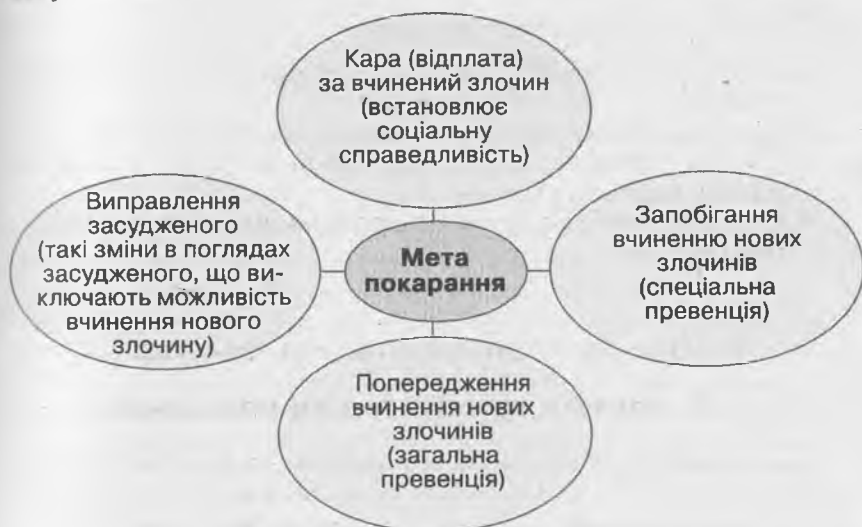 Кара (відплата)
за вчинений злочин
(встановлює
соціальну
справедливість)
Виправлення
засудженого
(такі зміни в поглядах
засудженого, що ви-
ключають можливість
вчинення нового
злочину)
Мета
покарання
Запобігання
вчиненню нових
злочинів
(спеціальна
превенція)
Попередження
вчинення нових
злочинів
(загальна
превенція)